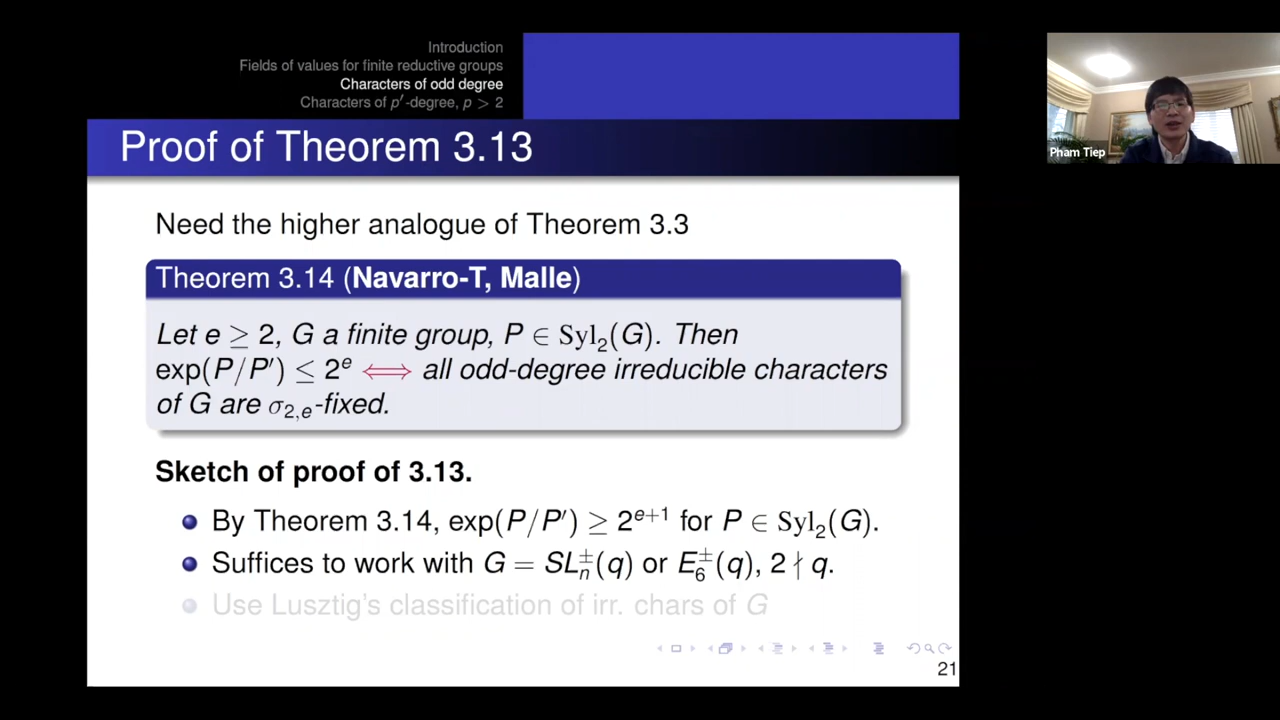 Introduction
Fields of values for finite reductive groups
Characters of odd degree
Characters of p′-degree, p > 2
Proof of Theorem 3.13
Pham Tiep
Need the higher analogue of Theorem 3.3
Theorem 3.14 (Navarro-T, Malle)
Let e ≥ 2, G a finite group, P ∈ Syl₂(G). Then
exp(P/P′) ≤ 2ᵉ ⟺ all odd-degree irreducible characters
of G are σ₂,ₑ-fixed.
Sketch of proof of 3.13.
By Theorem 3.14, exp(P/P′) ≥ 2ᵉ⁺¹ for P ∈ Syl₂(G).
Suffices to work with G = SLₙ^±(q) or E₆^±(q), 2 ∤ q.
Use Lusztig's classification of irr. chars of G
21